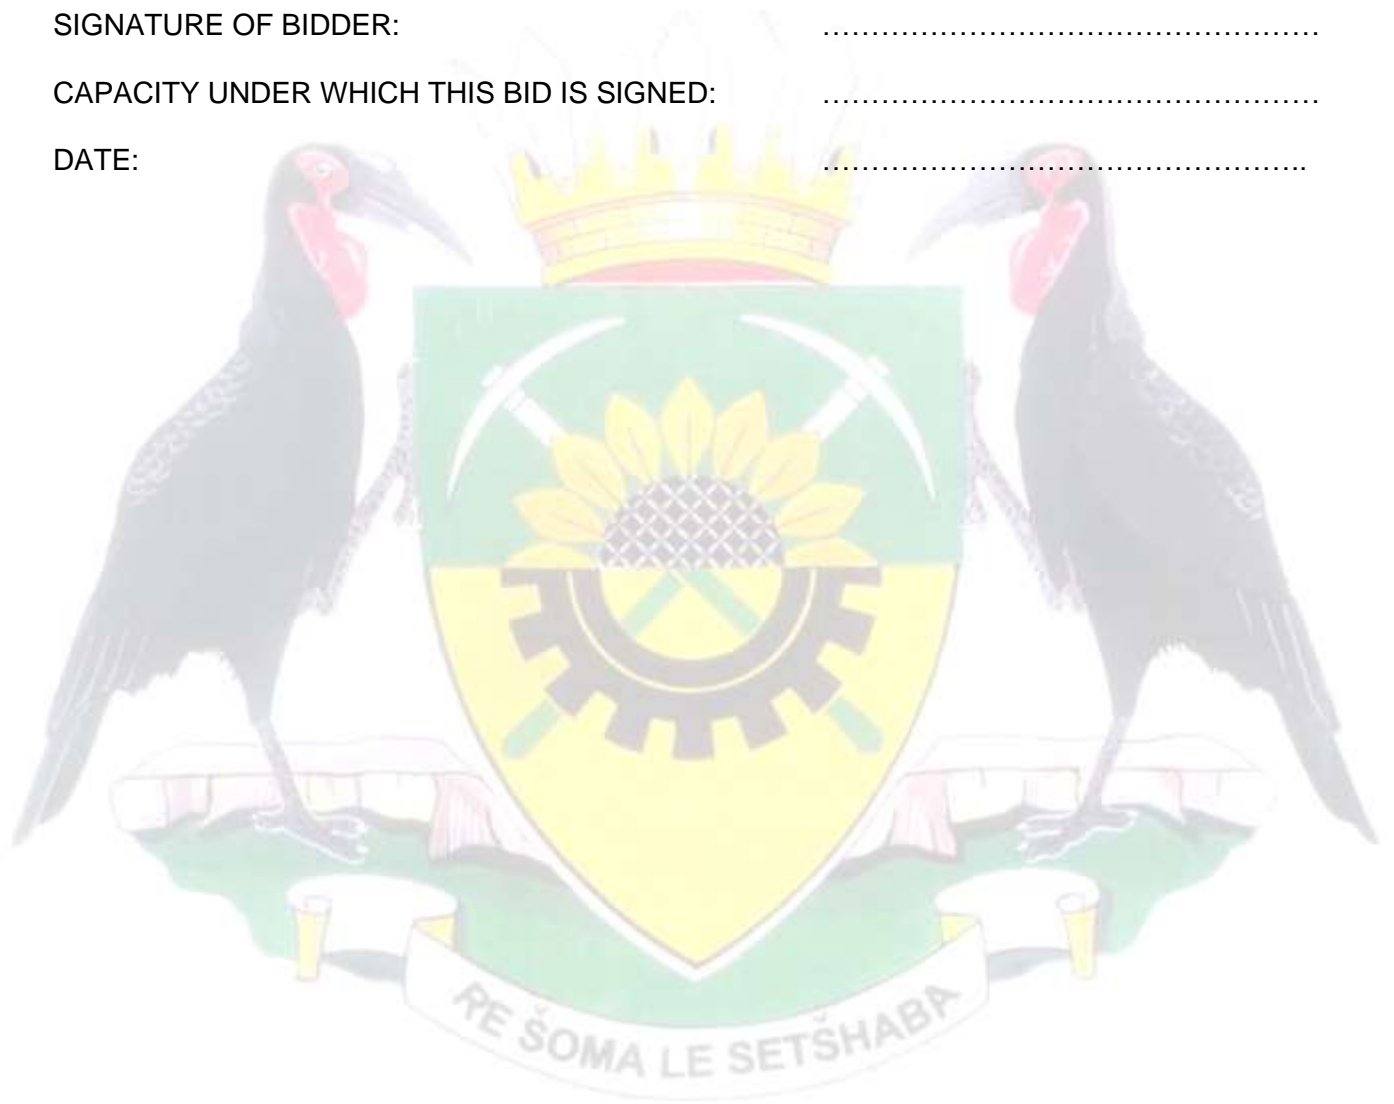 SIGNATURE OF BIDDER: ……………………………………………
CAPACITY UNDER WHICH THIS BID IS SIGNED: ……………………………………………
DATE: …………………………………………..
RE ŠOMA LE SETŠHABA